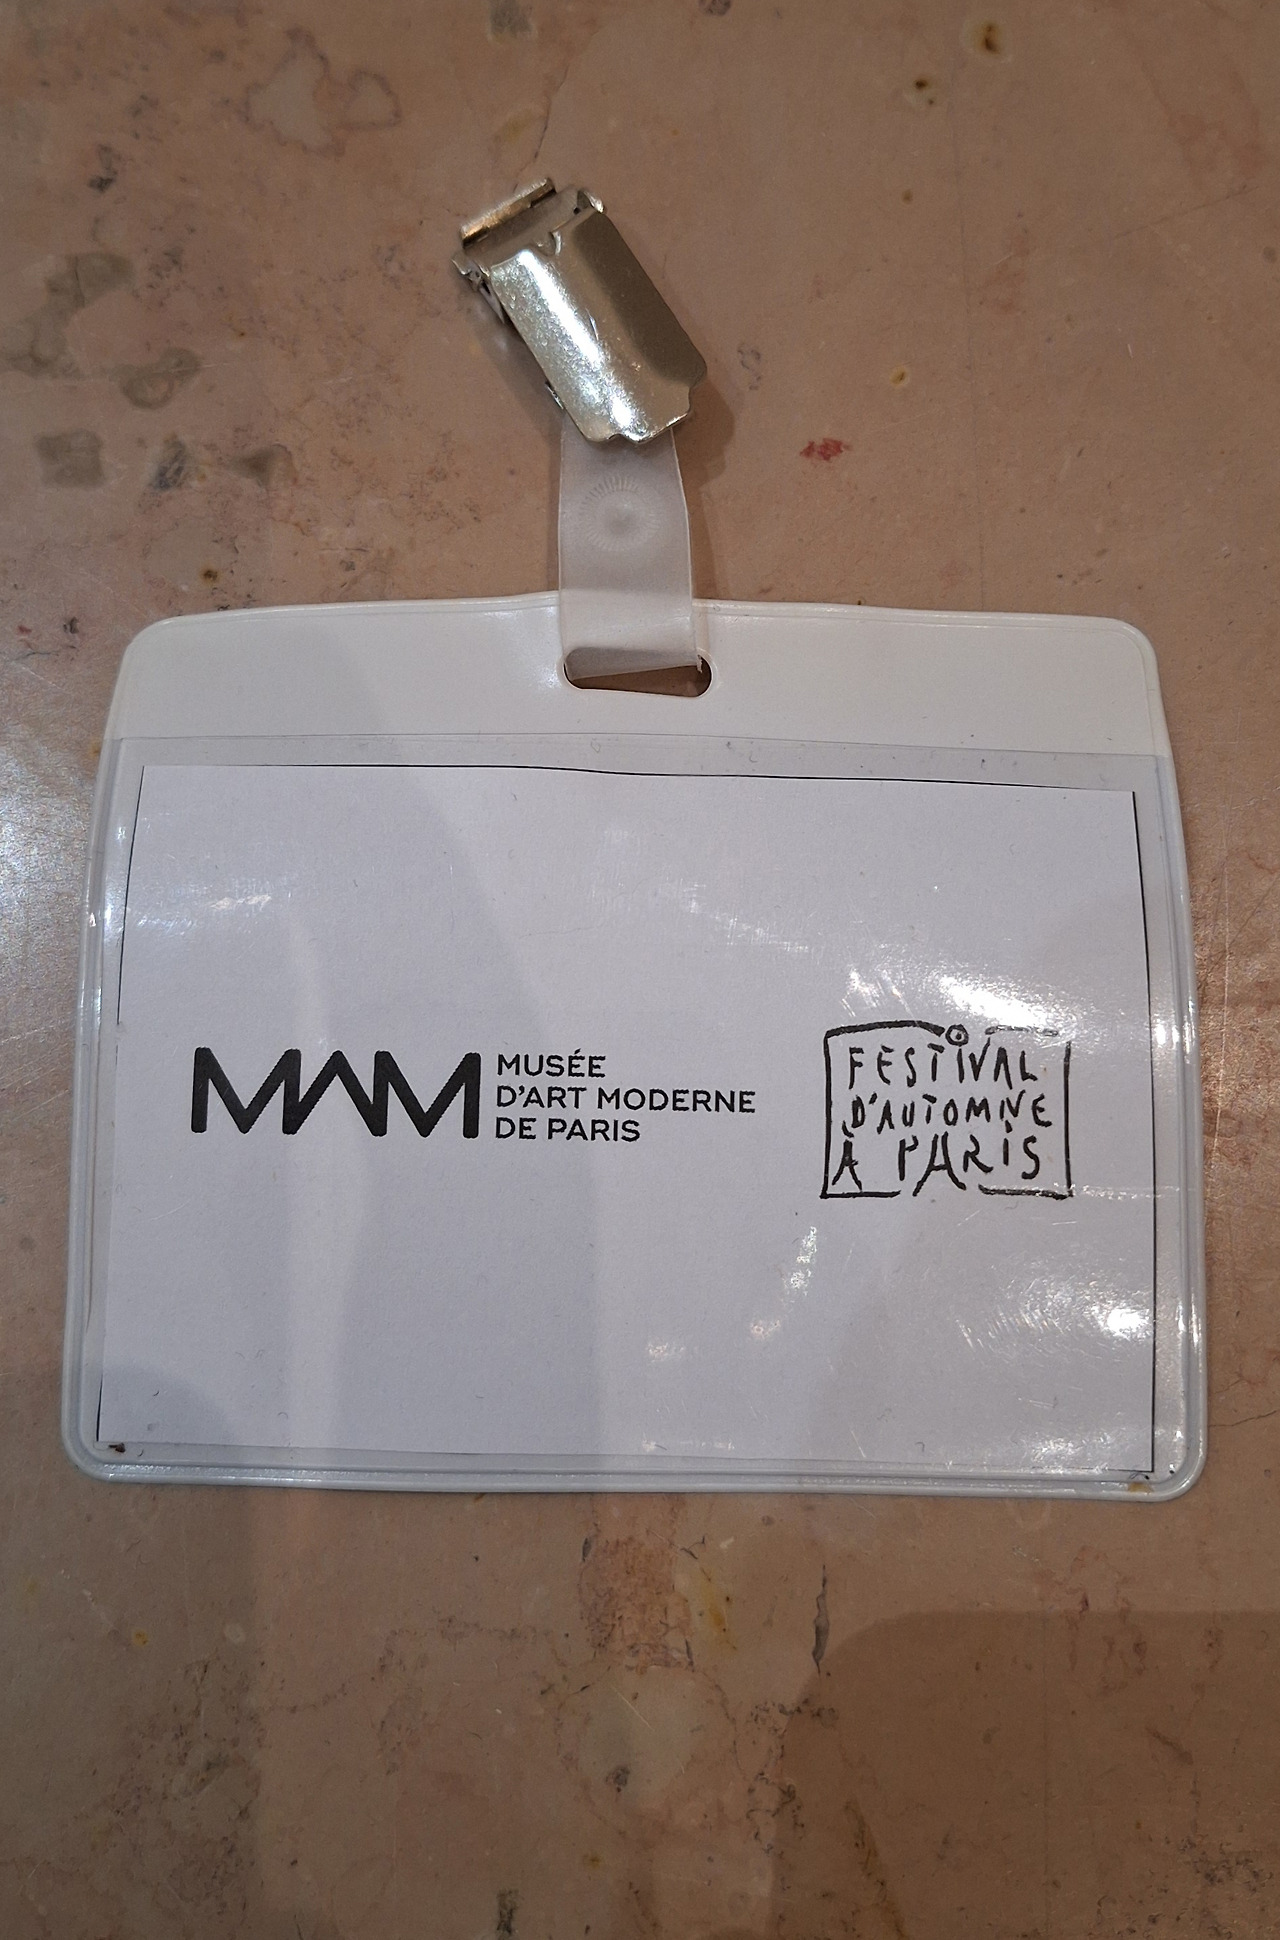 MAM
MUSÉE
D'ART MODERNE
DE PARIS
FESTIVAL
D'AUTOMNE
À PARIS